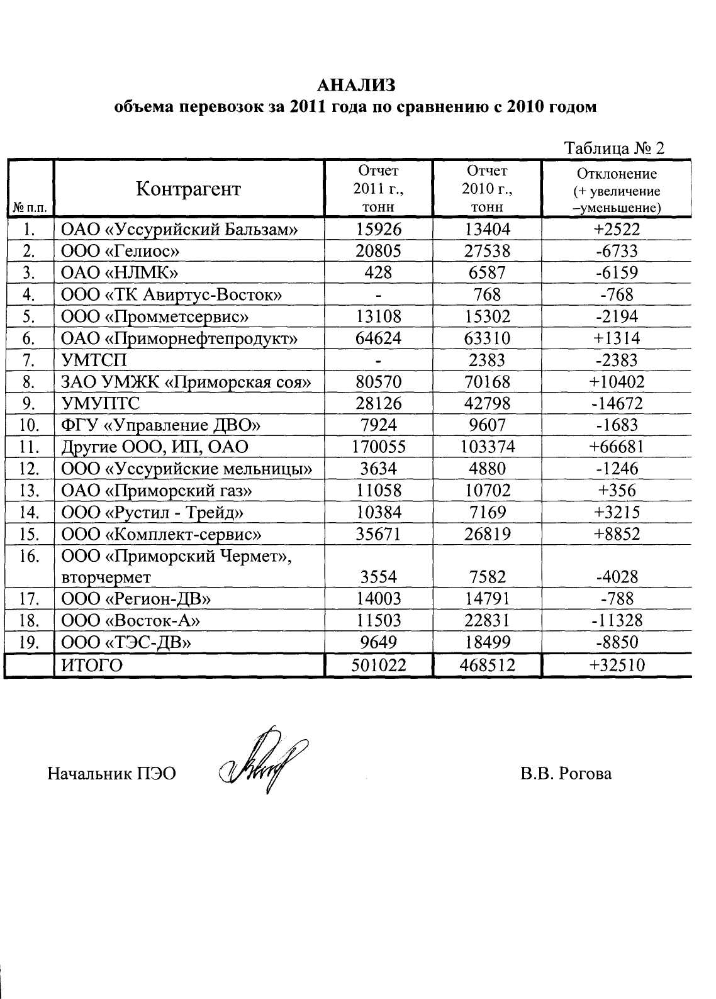 АНАЛИЗ
объема перевозок за 2011 года по сравнению с 2010 годом
Таблица № 2
№ п.п. Контрагент Отчет 2011 г., тонн Отчет 2010 г., тонн Отклонение (+ увеличение –уменьшение)
1. ОАО «Уссурийский Бальзам» 15926 13404 +2522
2. ООО «Гелиос» 20805 27538 -6733
3. ОАО «НЛМК» 428 6587 -6159
4. ООО «ТК Авиртус-Восток» - 768 -768
5. ООО «Промметсервис» 13108 15302 -2194
6. ОАО «Приморнефтепродукт» 64624 63310 +1314
7. УМТСП - 2383 -2383
8. ЗАО УМЖК «Приморская соя» 80570 70168 +10402
9. УМУПТС 28126 42798 -14672
10. ФГУ «Управление ДВО» 7924 9607 -1683
11. Другие ООО, ИП, ОАО 170055 103374 +66681
12. ООО «Уссурийские мельницы» 3634 4880 -1246
13. ОАО «Приморский газ» 11058 10702 +356
14. ООО «Рустил - Трейд» 10384 7169 +3215
15. ООО «Комплект-сервис» 35671 26819 +8852
16. ООО «Приморский Чермет»,
вторчермет 3554 7582 -4028
17. ООО «Регион-ДВ» 14003 14791 -788
18. ООО «Восток-А» 11503 22831 -11328
19. ООО «ТЭС-ДВ» 9649 18499 -8850
ИТОГО 501022 468512 +32510
Начальник ПЭО В.В. Рогова